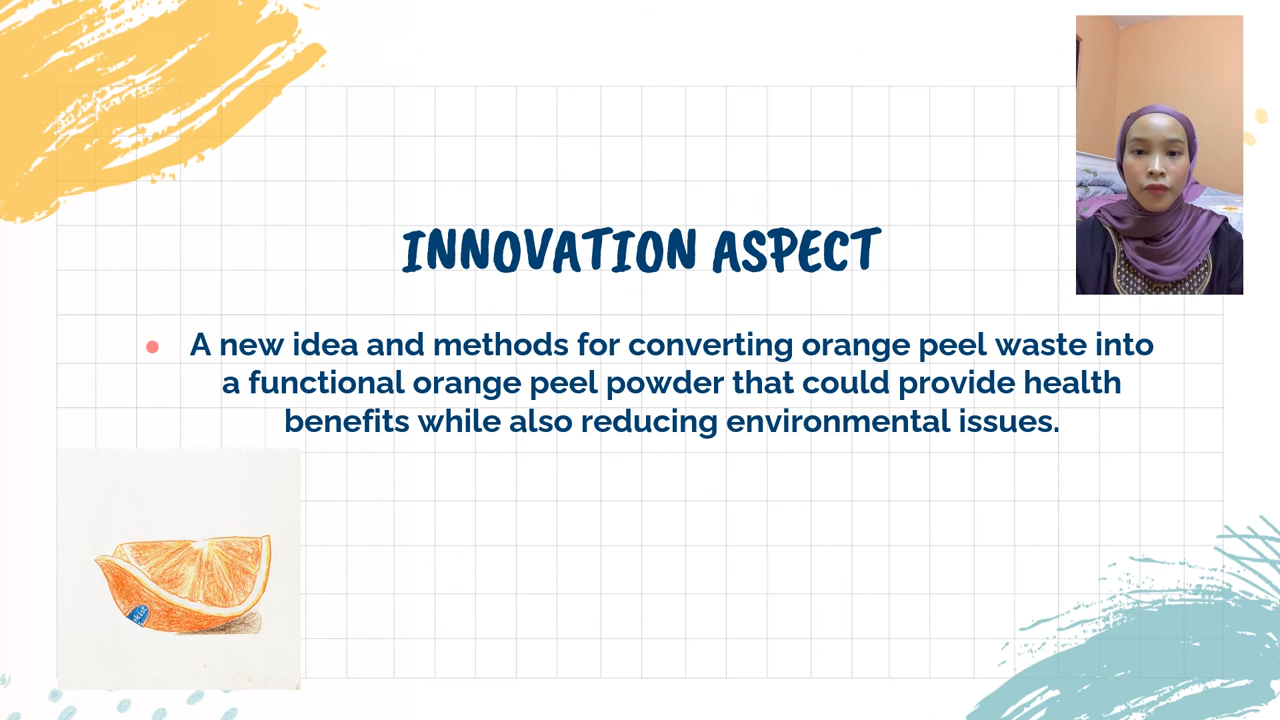 INNOVATION ASPECT
A new idea and methods for converting orange peel waste into
a functional orange peel powder that could provide health
benefits while also reducing environmental issues.